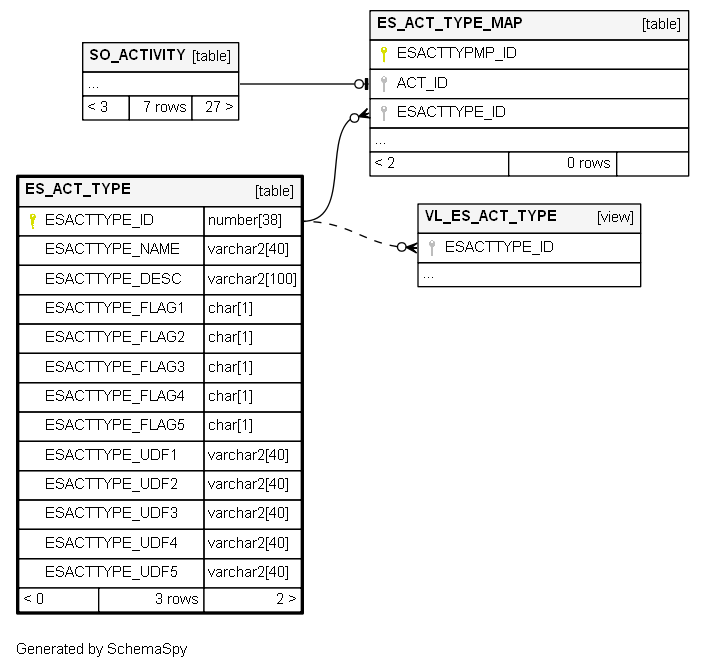 SO_ACTIVITY [table]
...
< 3 7 rows 27 >
ES_ACT_TYPE_MAP [table]
ESACTTYPMP_ID
ACT_ID
ESACTTYPE_ID
...
< 2 0 rows
VL_ES_ACT_TYPE [view]
ESACTTYPE_ID
...
ES_ACT_TYPE [table]
ESACTTYPE_ID number[38]
ESACTTYPE_NAME varchar2[40]
ESACTTYPE_DESC varchar2[100]
ESACTTYPE_FLAG1 char[1]
ESACTTYPE_FLAG2 char[1]
ESACTTYPE_FLAG3 char[1]
ESACTTYPE_FLAG4 char[1]
ESACTTYPE_FLAG5 char[1]
ESACTTYPE_UDF1 varchar2[40]
ESACTTYPE_UDF2 varchar2[40]
ESACTTYPE_UDF3 varchar2[40]
ESACTTYPE_UDF4 varchar2[40]
ESACTTYPE_UDF5 varchar2[40]
< 0 3 rows 2 >
Generated by SchemaSpy